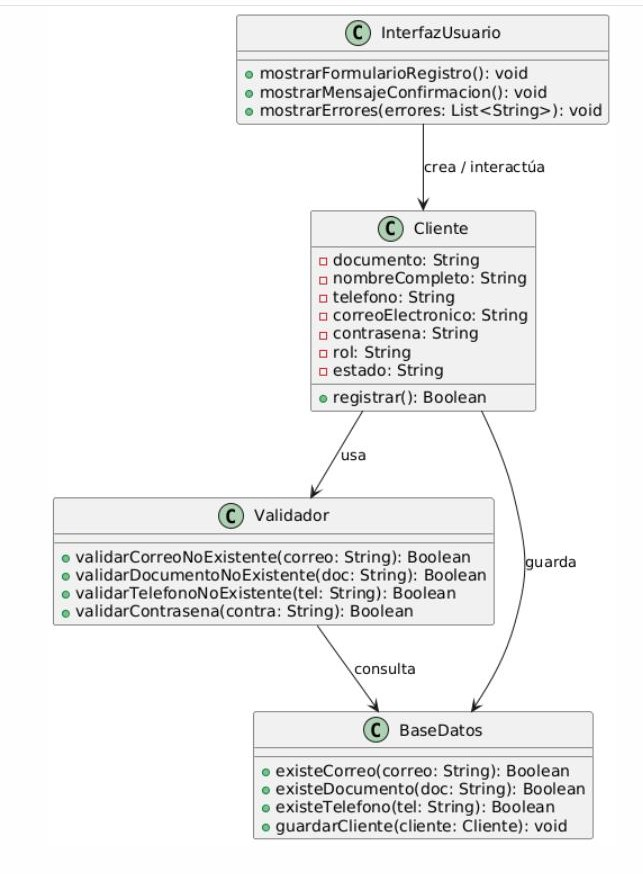 C InterfazUsuario
mostrarFormularioRegistro(): void
mostrarMensajeConfirmacion(): void
mostrarErrores(errores: List<String>): void
crea / interactúa
C Cliente
documento: String
nombreCompleto: String
telefono: String
correoElectronico: String
contrasena: String
rol: String
estado: String
registrar(): Boolean
usa
C Validador
validarCorreoNoExistente(correo: String): Boolean
validarDocumentoNoExistente(doc: String): Boolean
validarTelefonoNoExistente(tel: String): Boolean
validarContrasena(contra: String): Boolean
guarda
consulta
C BaseDatos
existeCorreo(correo: String): Boolean
existeDocumento(doc: String): Boolean
existeTelefono(tel: String): Boolean
guardarCliente(cliente: Cliente): void